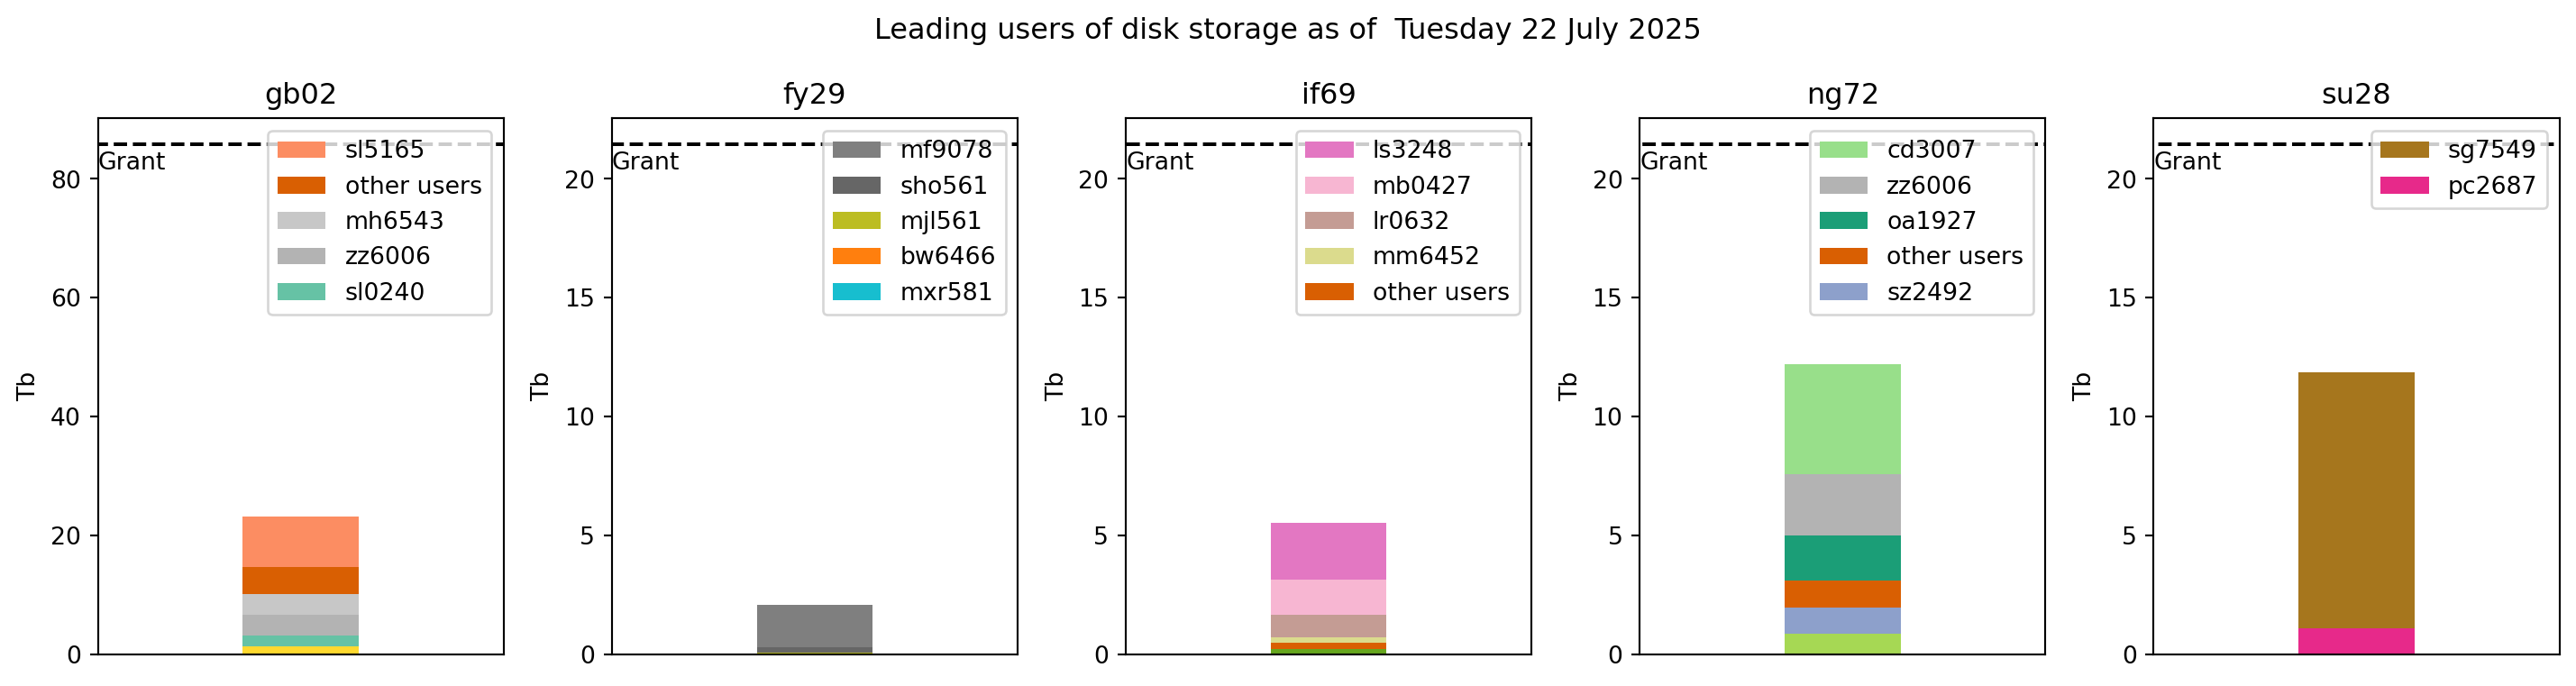 Leading users of disk storage as of  Tuesday 22 July 2025
gb02
Tb
80
60
40
20
0
Grant
sl5165
other users
mh6543
zz6006
sl0240
fy29
Tb
20
15
10
5
0
Grant
mf9078
sho561
mjl561
bw6466
mxr581
if69
Tb
20
15
10
5
0
Grant
ls3248
mb0427
lr0632
mm6452
other users
ng72
Tb
20
15
10
5
0
Grant
cd3007
zz6006
oa1927
other users
sz2492
su28
Tb
20
15
10
5
0
Grant
sg7549
pc2687